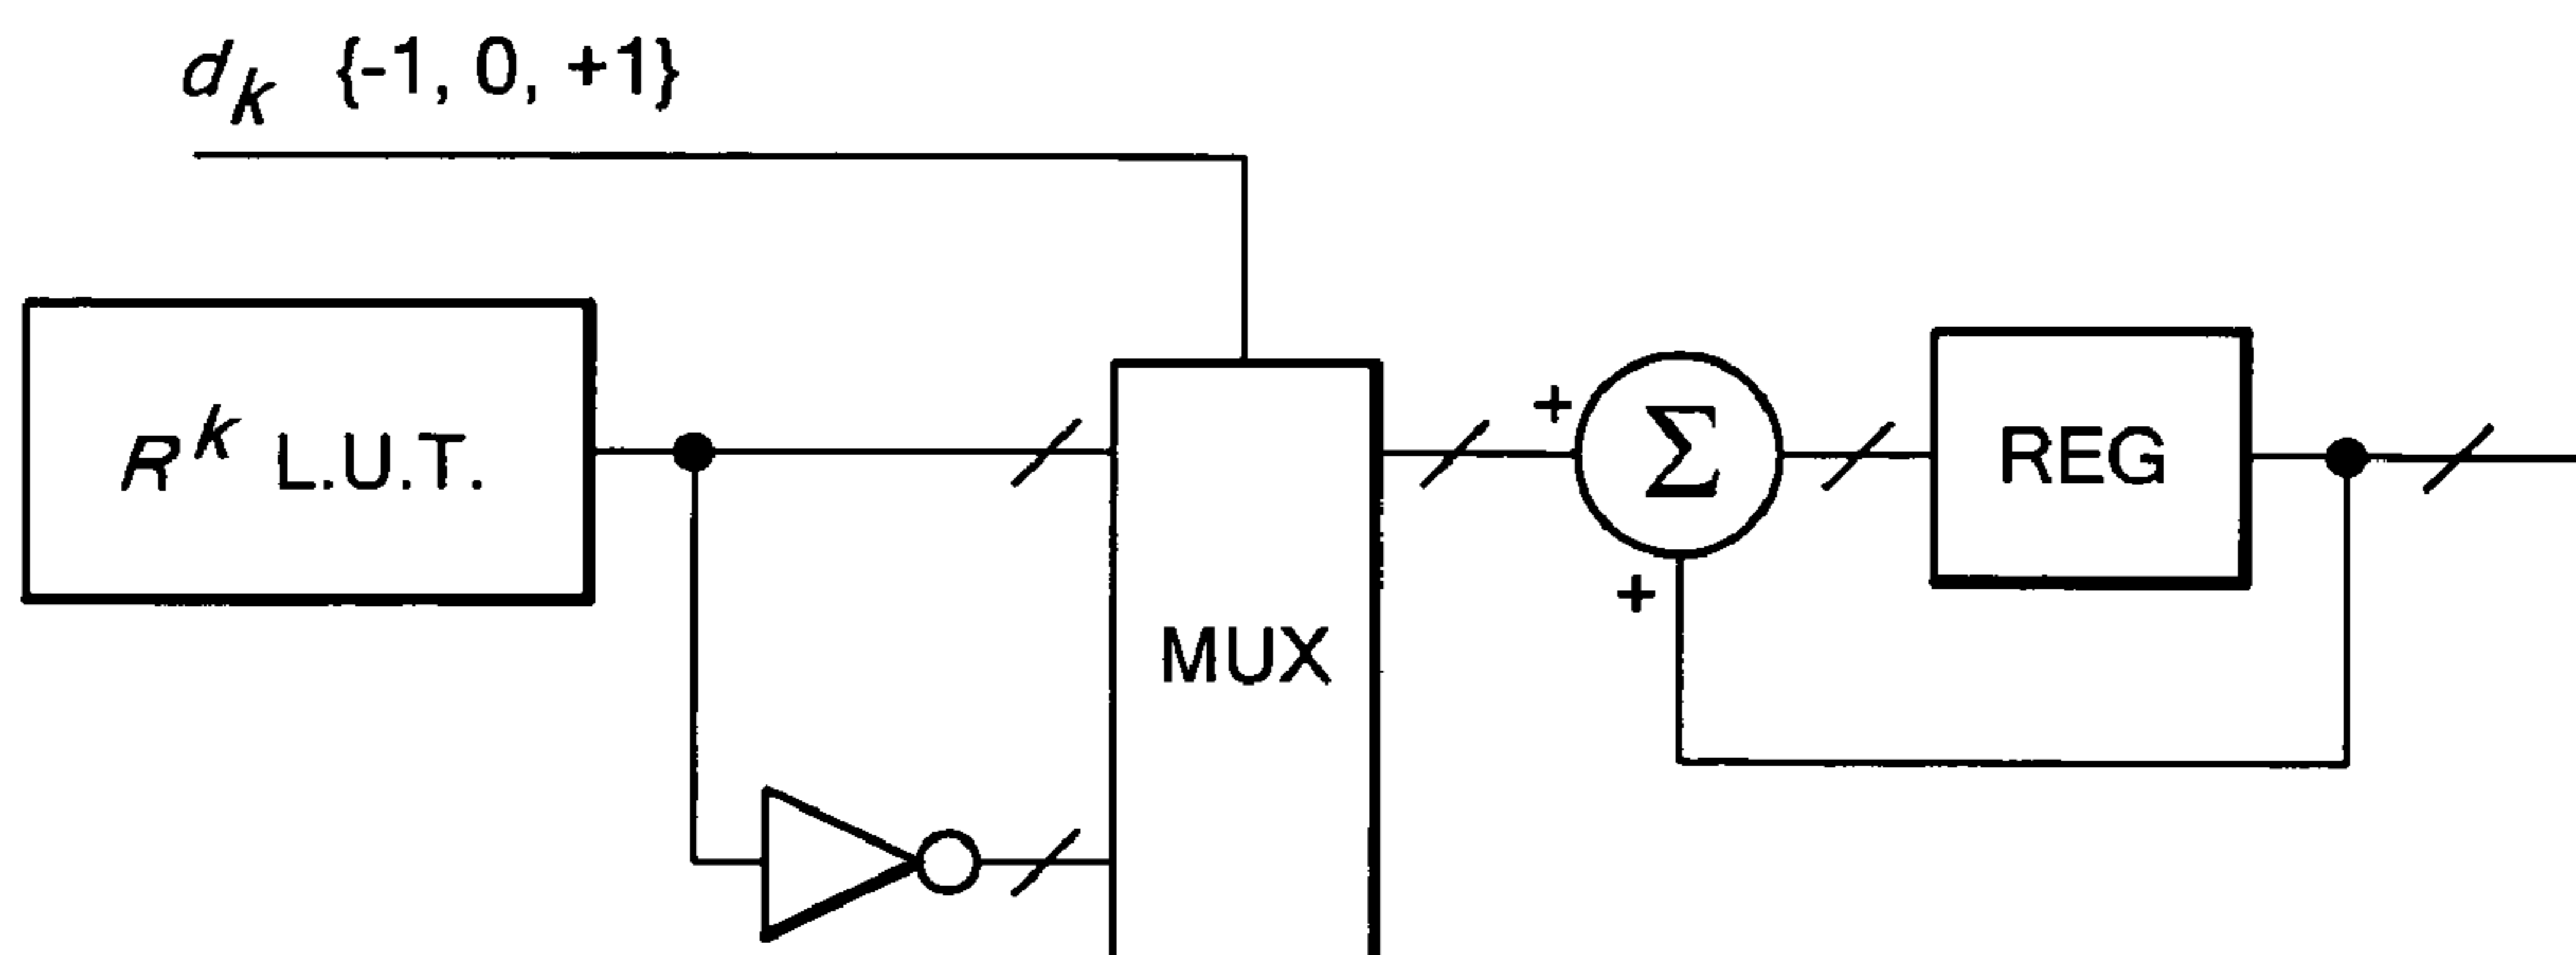 d_k {-1, 0, +1}
R^k L.U.T.
+
Σ
REG
+
MUX